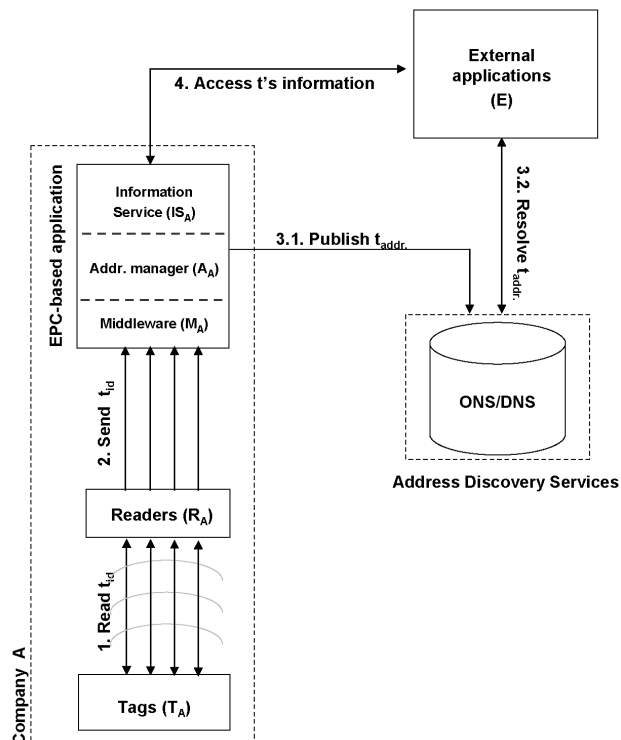 External
applications
(E)
4. Access t's information
EPC-based application
Information
Service (ISA)
3.2. Resolve taddr.
3.1. Publish taddr.
Addr. manager (AA)
Middleware (MA)
ONS/DNS
2. Send tid
Address Discovery Services
Readers (RA)
1. Read tid
Tags (TA)
Company A